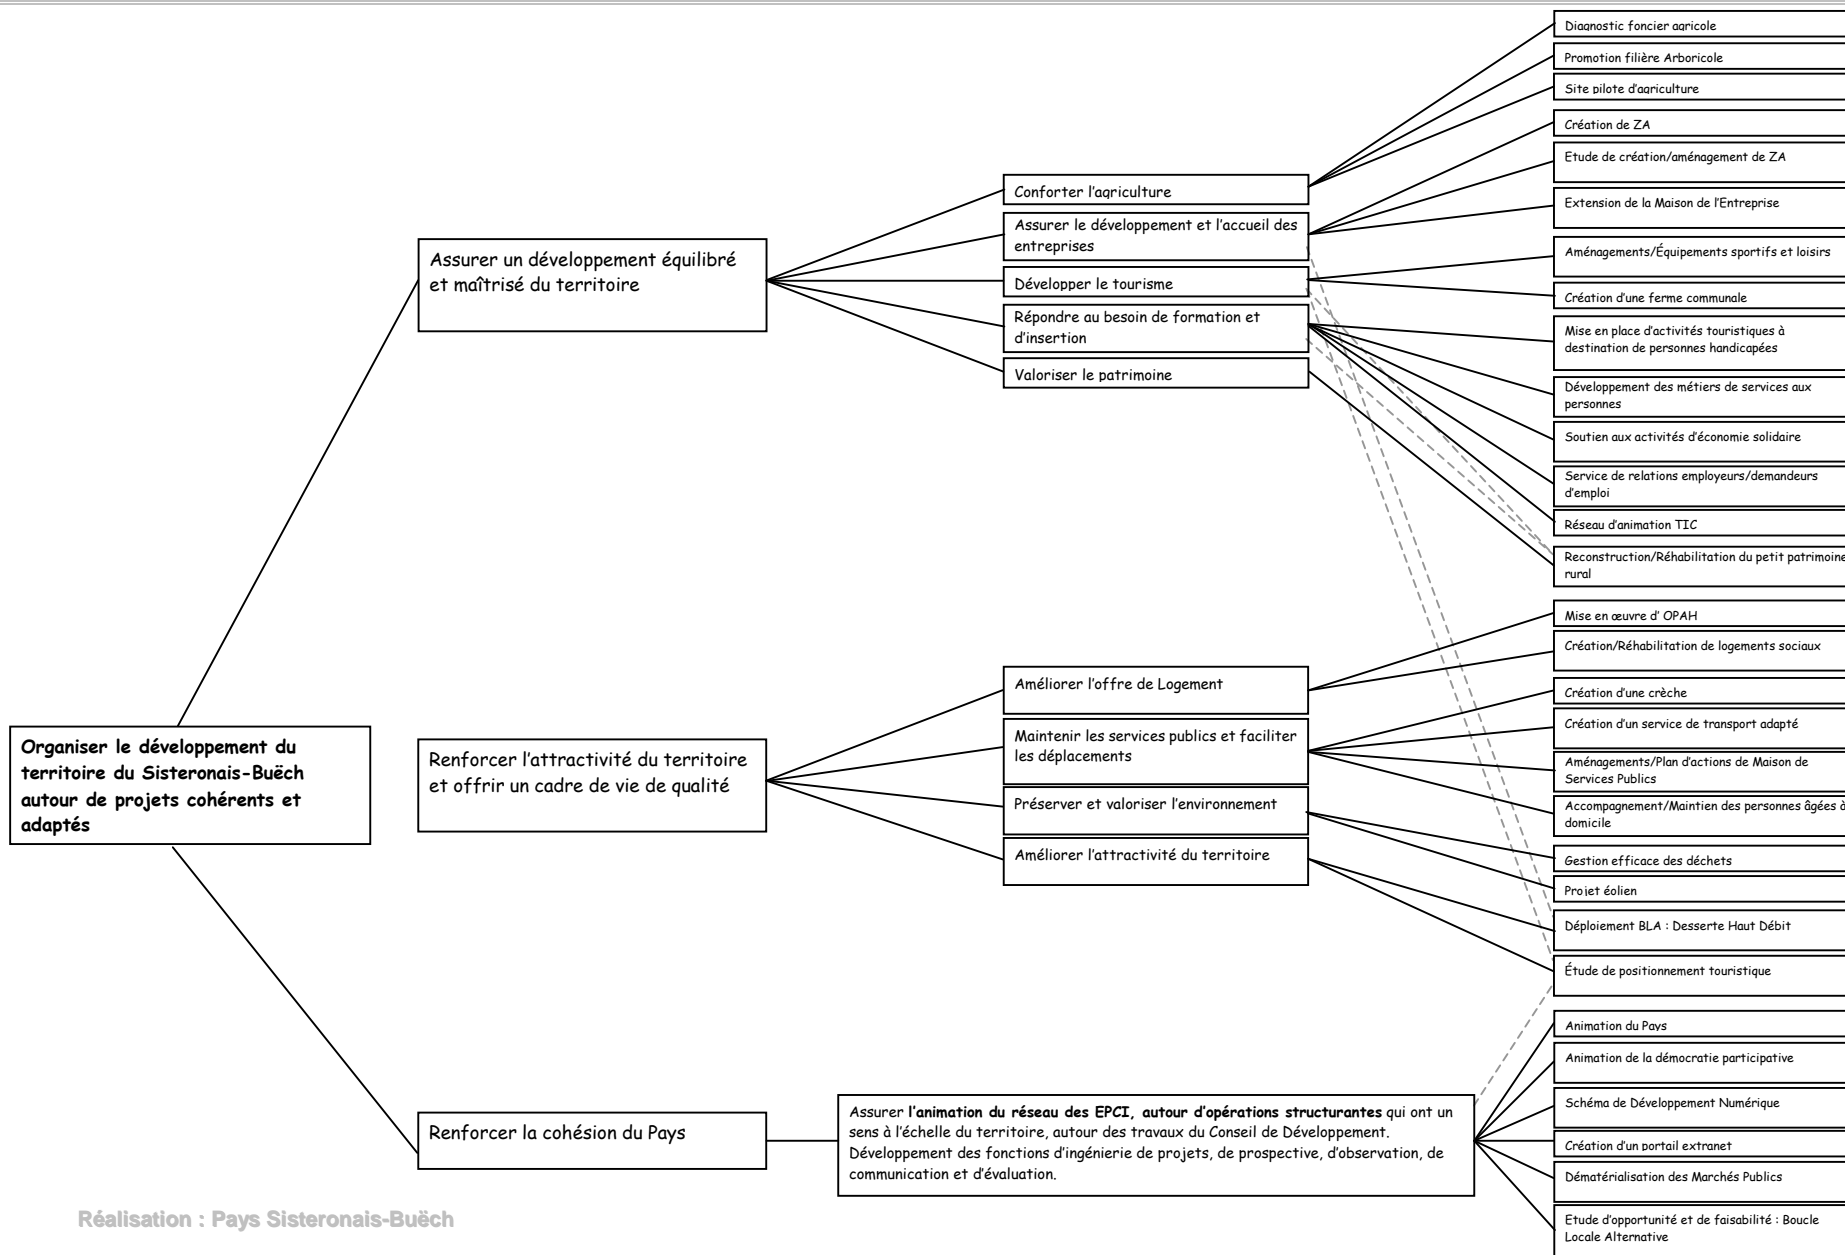 Organiser le développement du
territoire du Sisteronais-Buëch
autour de projets cohérents et
adaptés
Assurer un développement équilibré
et maîtrisé du territoire
Conforter l'agriculture
Assurer le développement et l'accueil des
entreprises
Développer le tourisme
Répondre au besoin de formation et
d'insertion
Valoriser le patrimoine
Diagnostic foncier agricole
Promotion filière Arboricole
Site pilote d'agriculture
Création de ZA
Etude de création/aménagement de ZA
Extension de la Maison de l'Entreprise
Aménagements/Équipements sportifs et loisirs
Création d'une ferme communale
Mise en place d'activités touristiques à
destination de personnes handicapées
Développement des métiers de services aux
personnes
Soutien aux activités d'économie solidaire
Service de relations employeurs/demandeurs
d'emploi
Réseau d'animation TIC
Reconstruction/Réhabilitation du petit patrimoine
rural
Renforcer l'attractivité du territoire
et offrir un cadre de vie de qualité
Améliorer l'offre de Logement
Maintenir les services publics et faciliter
les déplacements
Préserver et valoriser l'environnement
Améliorer l'attractivité du territoire
Mise en œuvre d' OPAH
Création/Réhabilitation de logements sociaux
Création d'une crèche
Création d'un service de transport adapté
Aménagements/Plan d'actions de Maison de
Services Publics
Accompagnement/Maintien des personnes âgées à
domicile
Gestion efficace des déchets
Projet éolien
Déploiement BLA : Desserte Haut Débit
Étude de positionnement touristique
Renforcer la cohésion du Pays
Assurer l'animation du réseau des EPCI, autour d'opérations structurantes qui ont un
sens à l'échelle du territoire, autour des travaux du Conseil de Développement.
Développement des fonctions d'ingénierie de projets, de prospective, d'observation, de
communication et d'évaluation.
Animation du Pays
Animation de la démocratie participative
Schéma de Développement Numérique
Création d'un portail extranet
Dématérialisation des Marchés Publics
Etude d'opportunité et de faisabilité : Boucle
Locale Alternative
Réalisation : Pays Sisteronais-Buëch